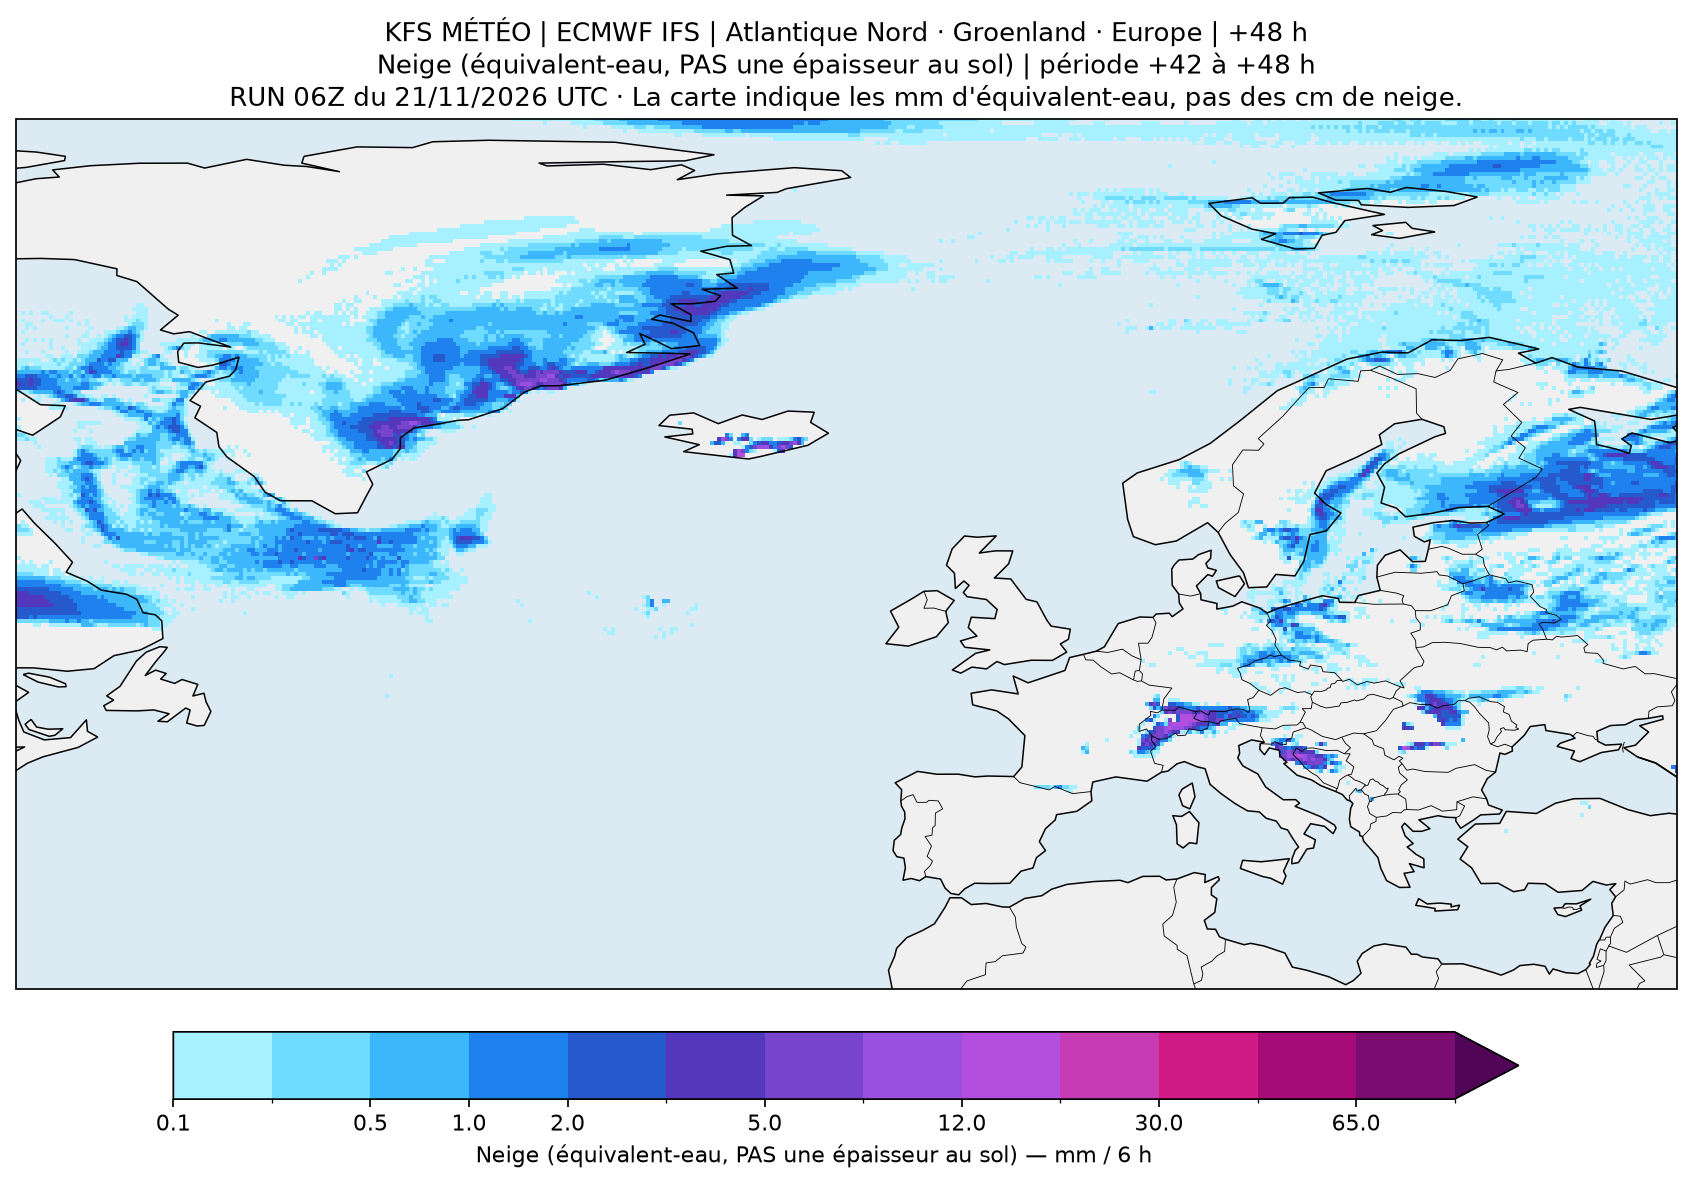 KFS MÉTÉO | ECMWF IFS | Atlantique Nord · Groenland · Europe | +48 h
Neige (équivalent-eau, PAS une épaisseur au sol) | période +42 à +48 h
RUN 06Z du 21/11/2026 UTC · La carte indique les mm d'équivalent-eau, pas des cm de neige.
0.1 0.5 1.0 2.0 5.0 12.0 30.0 65.0
Neige (équivalent-eau, PAS une épaisseur au sol) — mm / 6 h